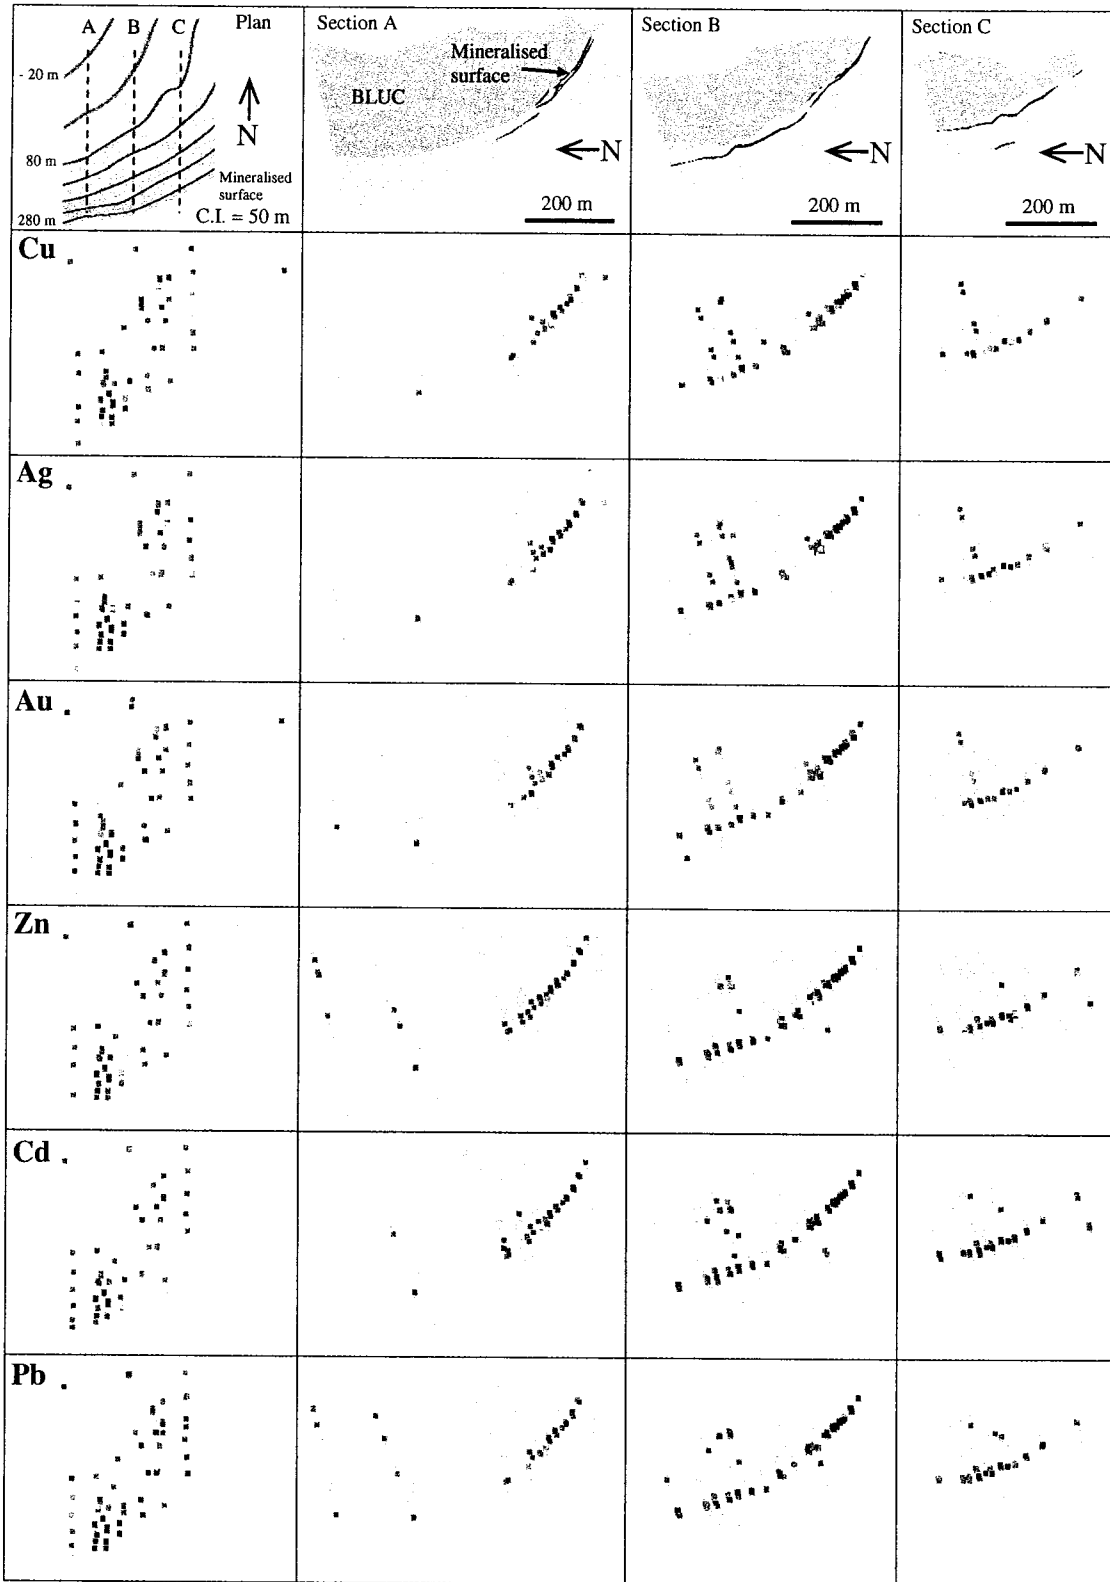 A B C Plan
- 20 m
80 m
280 m
N
Mineralised
surface
C.I. = 50 m
Section A
Mineralised
surface
BLUC
N
200 m
Section B
N
200 m
Section C
N
200 m
Cu
Ag
Au
Zn
Cd
Pb